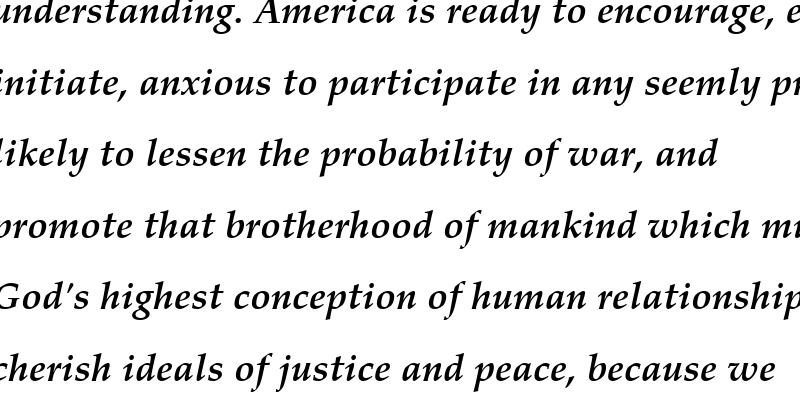 understanding. America is ready to encourage,
initiate, anxious to participate in any seemly
likely to lessen the probability of war, and
promote that brotherhood of mankind which
God's highest conception of human relationship
cherish ideals of justice and peace, because we